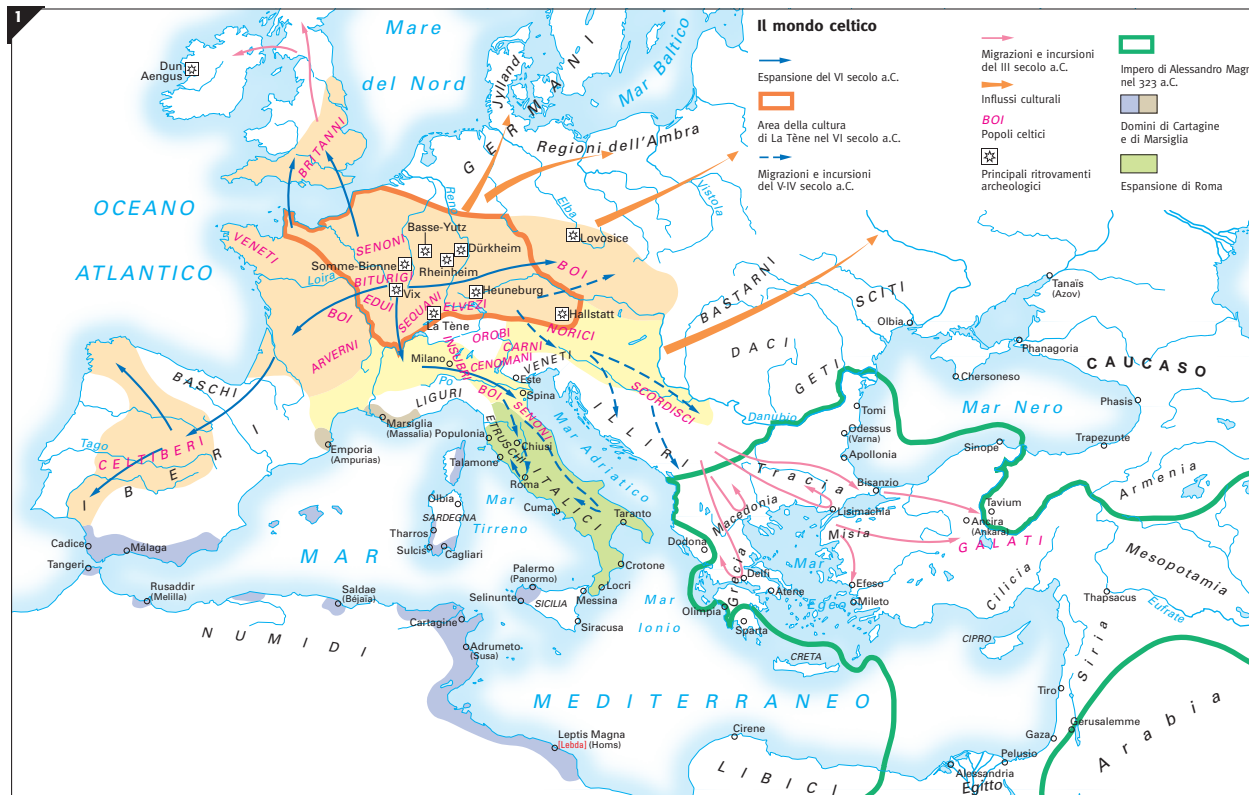 1
Il mondo celtico
Espansione del VI secolo a.C.
Area della cultura
di La Tène nel VI secolo a.C.
Migrazioni e incursioni
del V-IV secolo a.C.
Migrazioni e incursioni
del III secolo a.C.
Influssi culturali
BOI
Popoli celtici
Principali ritrovamenti
archeologici
Impero di Alessandro Magn
nel 323 a.C.
Domini di Cartagine
e di Marsiglia
Espansione di Roma
Mare
del Nord
Mar Baltico
Jylland
GERMANI
Regioni dell'Ambra
Dun
Aengus
BRITANNI
OCEANO
ATLANTICO
Reno
Elba
Vistola
Basse-Yutz
Dürkheim
Lovosice
SENONI
VENETI
Somme-Bionne
Rheinheim
BOI
Loira
BITURIGI
Vix
Heuneburg
EDUI
SEQUANI
ELVEZI
La Tène
Hallstatt
BOI
ARVERNI
NORICI
OROBI
CARNI
INSUBRI
CENOMANI
VENETI
Milano
Este
Spina
Po
BOI
SENONI
LIGURI
SCORDISCI
BASTARNI
SCITI
Olbia
Tanaïs
(Azov)
Phanagoria
CAUCASO
DACI
GETI
Chersoneso
Phasis
Mar Nero
Danubio
Tomi
Odessus
(Varna)
Apollonia
Sinope
Trapezunte
BASCHI
Tago
CELTIBERI
IBERI
Marsiglia
(Massalia)
Emporia
(Ampurias)
Populonia
ETRUSCHI
Chiusi
Talamone
ITALICI
ILLIRI
Mar Adriatico
Roma
Olbia
SARDEGNA
Mar
Tirreno
Cuma
Taranto
Tharros
Sulcis
Cagliari
Crotone
Tracia
Bisanzio
Macedonia
Lisimachia
Misia
Tavium
Ancira
(Ankara)
GALATI
Armenia
Dodona
Grecia
Delfi
Mar
Egeo
Atene
Efeso
Mileto
Olimpia
Sparta
Cilicia
Mesopotamia
Thapsacus
Eufrate
Cadice
Málaga
Tangeri
Rusaddir
(Melilla)
Saldae
(Béjaïa)
MAR
Palermo
(Panormo)
Selinunte
SICILIA
Messina
Locri
Siracusa
Mar
Ionio
Cartagine
Adrumeto
(Susa)
NUMIDI
CRETA
CIPRO
Siria
MEDITERRANEO
Tiro
Leptis Magna
[Lebda] (Homs)
Cirene
Gaza
Gerusalemme
Pelusio
Alessandria
Egitto
LIBICI
Arabia